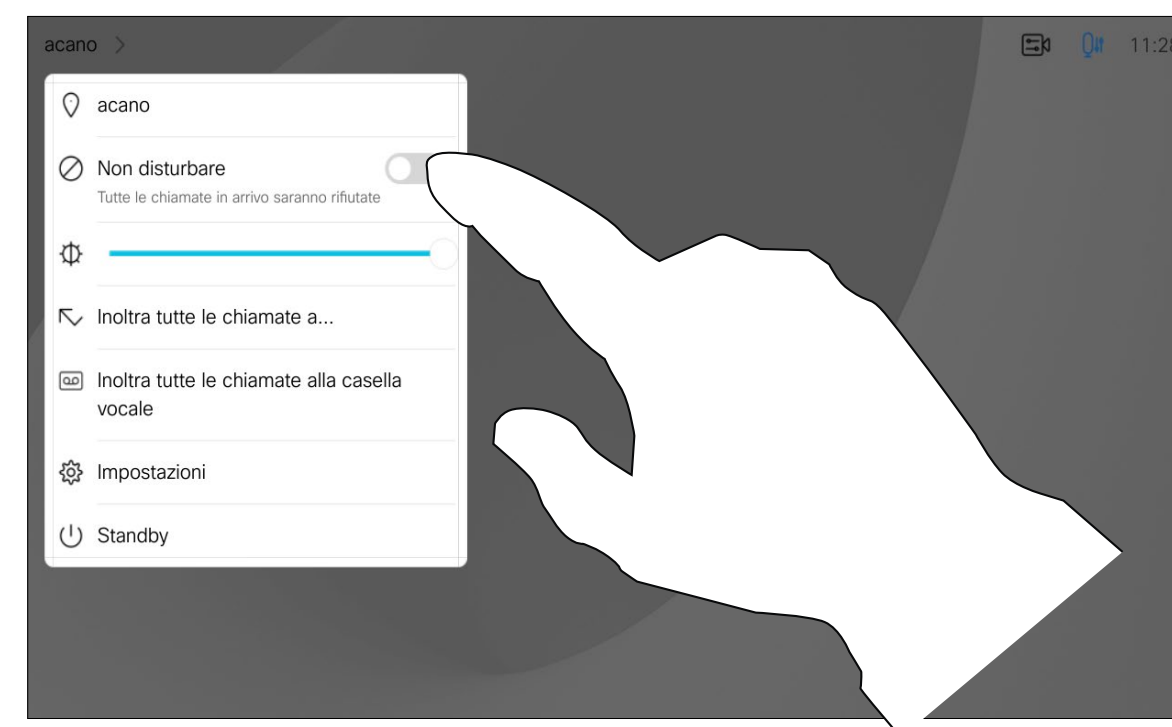 acano
11:28
acano
Non disturbare
Tutte le chiamate in arrivo saranno rifiutate
Inoltra tutte le chiamate a...
Inoltra tutte le chiamate alla casella
vocale
Impostazioni
Standby